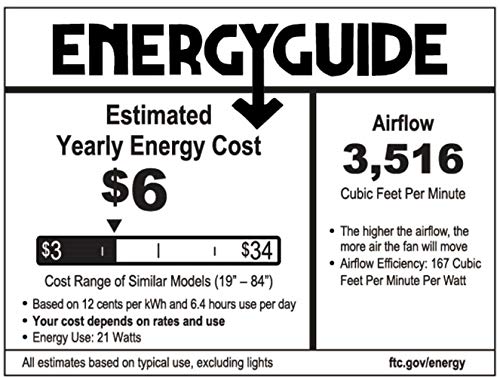 ENERGYGUIDE
Estimated
Yearly Energy Cost
$6
$3 $34
Cost Range of Similar Models (19” – 84”)
• Based on 12 cents per kWh and 6.4 hours use per day
• Your cost depends on rates and use
• Energy Use: 21 Watts
Airflow
3,516
Cubic Feet Per Minute
• The higher the airflow, the
more air the fan will move
• Airflow Efficiency: 167 Cubic
Feet Per Minute Per Watt
All estimates based on typical use, excluding lights
ftc.gov/energy